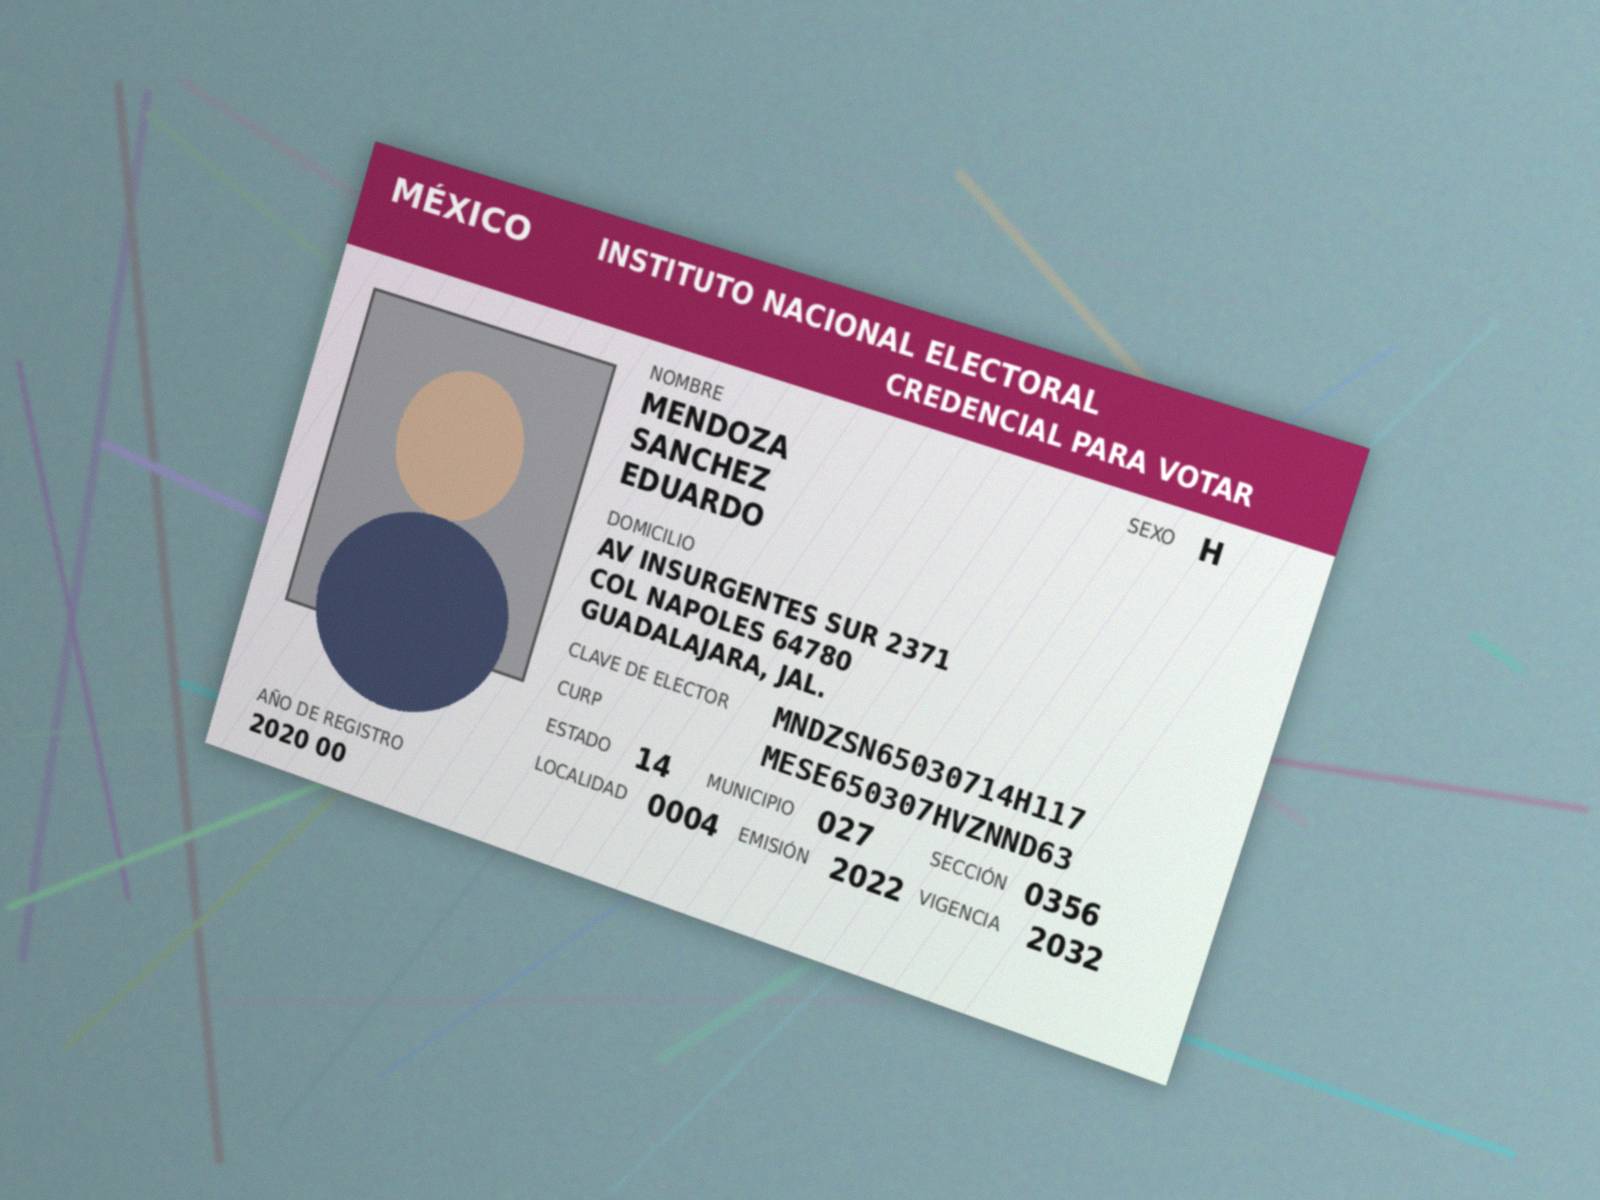 MÉXICO
INSTITUTO NACIONAL ELECTORAL
CREDENCIAL PARA VOTAR
NOMBRE
MENDOZA
SANCHEZ
EDUARDO
SEXO H
DOMICILIO
AV INSURGENTES SUR 2371
COL NAPOLES 64780
GUADALAJARA, JAL.
CLAVE DE ELECTOR MNDZSN65030714H117
CURP MESE650307HVZNND63
ESTADO 14 MUNICIPIO 027 SECCIÓN 0356
LOCALIDAD 0004 EMISIÓN 2022 VIGENCIA 2032
AÑO DE REGISTRO
2020 00